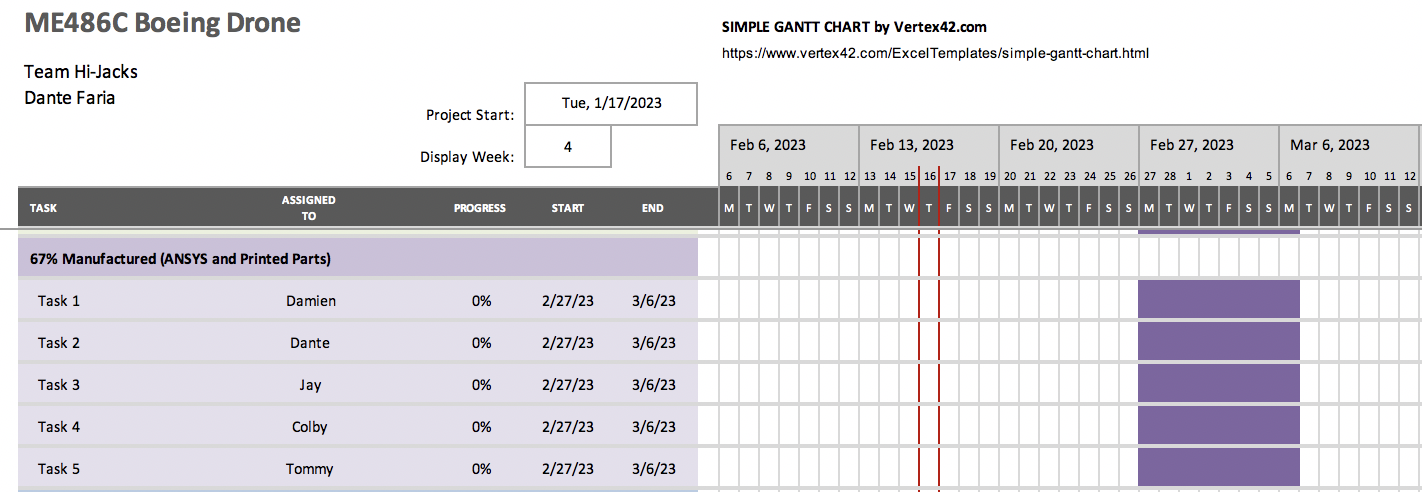 ME486C Boeing Drone
SIMPLE GANTT CHART by Vertex42.com
https://www.vertex42.com/ExcelTemplates/simple-gantt-chart.html
Team Hi-Jacks
Dante Faria
Project Start: Tue, 1/17/2023
Display Week: 4
Feb 6, 2023 Feb 13, 2023 Feb 20, 2023 Feb 27, 2023 Mar 6, 2023
6 7 8 9 10 11 12 13 14 15 16 17 18 19 20 21 22 23 24 25 26 27 28 1 2 3 4 5 6 7 8 9 10 11 12
TASK ASSIGNED TO PROGRESS START END M T W T F S S M T W T F S S M T W T F S S M T W T F S S M T W T F S S
67% Manufactured (ANSYS and Printed Parts)
Task 1 Damien 0% 2/27/23 3/6/23
Task 2 Dante 0% 2/27/23 3/6/23
Task 3 Jay 0% 2/27/23 3/6/23
Task 4 Colby 0% 2/27/23 3/6/23
Task 5 Tommy 0% 2/27/23 3/6/23